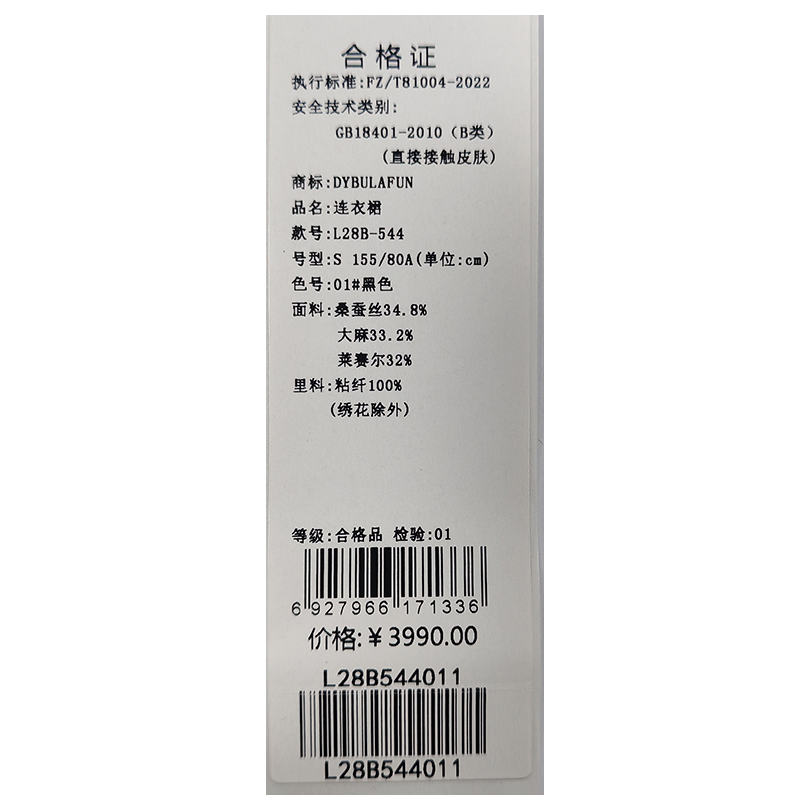 合格证
执行标准:FZ/T81004-2022
安全技术类别:
GB18401-2010（B类）
(直接接触皮肤)
商标:DYBULAFUN
品名:连衣裙
款号:L28B-544
号型:S 155/80A(单位:cm)
色号:01#黑色
面料:桑蚕丝34.8%
大麻33.2%
莱赛尔32%
里料:粘纤100%
(绣花除外)
等级:合格品 检验:01
6 927966 171336
价格:￥3990.00
L28B544011
L28B544011